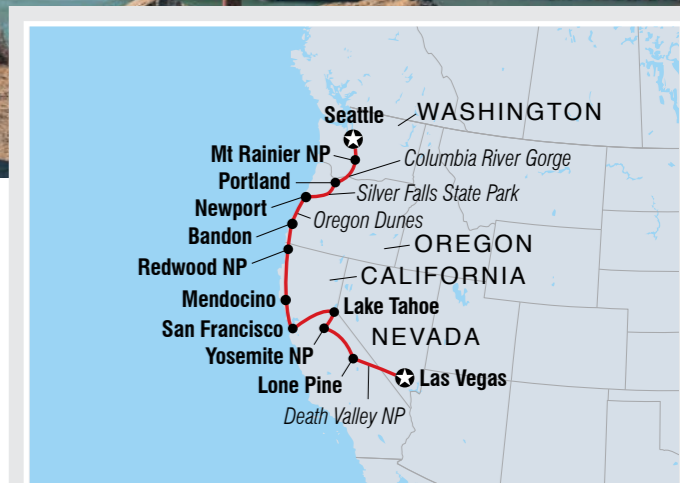 WASHINGTON
Seattle
Mt Rainier NP
Columbia River Gorge
Portland
Silver Falls State Park
Newport
Oregon Dunes
Bandon
OREGON
Redwood NP
CALIFORNIA
Mendocino
Lake Tahoe
San Francisco
NEVADA
Yosemite NP
Lone Pine
Las Vegas
Death Valley NP